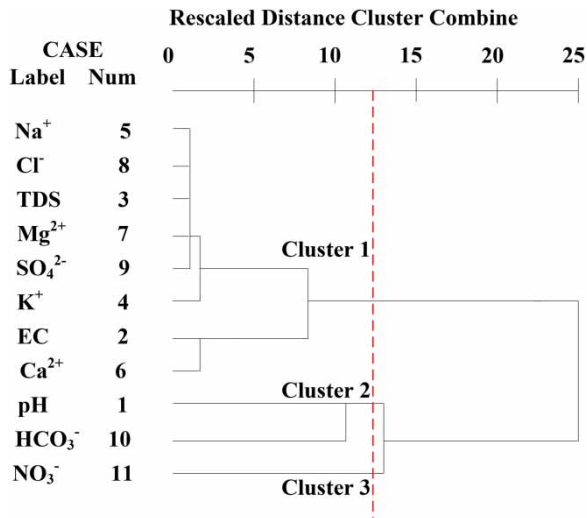 Rescaled Distance Cluster Combine
CASE 0 5 10 15 20 25
Label Num
Na⁺ 5
Cl⁻ 8
TDS 3
Mg²⁺ 7
Cluster 1
SO₄²⁻ 9
K⁺ 4
EC 2
Ca²⁺ 6
Cluster 2
pH 1
HCO₃⁻ 10
NO₃⁻ 11
Cluster 3